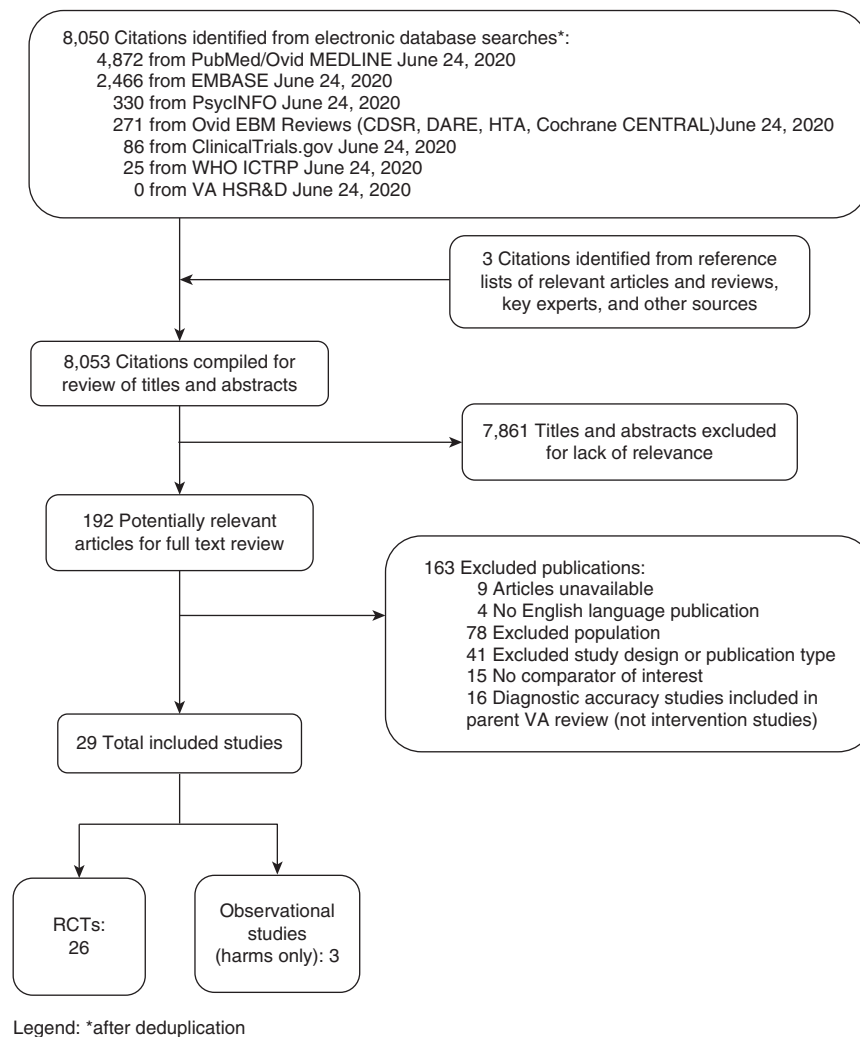 8,050 Citations identified from electronic database searches*:
4,872 from PubMed/Ovid MEDLINE June 24, 2020
2,466 from EMBASE June 24, 2020
330 from PsycINFO June 24, 2020
271 from Ovid EBM Reviews (CDSR, DARE, HTA, Cochrane CENTRAL)June 24, 2020
86 from ClinicalTrials.gov June 24, 2020
25 from WHO ICTRP June 24, 2020
0 from VA HSR&D June 24, 2020
3 Citations identified from reference
lists of relevant articles and reviews,
key experts, and other sources
8,053 Citations compiled for
review of titles and abstracts
7,861 Titles and abstracts excluded
for lack of relevance
192 Potentially relevant
articles for full text review
163 Excluded publications:
9 Articles unavailable
4 No English language publication
78 Excluded population
41 Excluded study design or publication type
15 No comparator of interest
16 Diagnostic accuracy studies included in
parent VA review (not intervention studies)
29 Total included studies
RCTs:
26
Observational
studies
(harms only): 3
Legend: *after deduplication